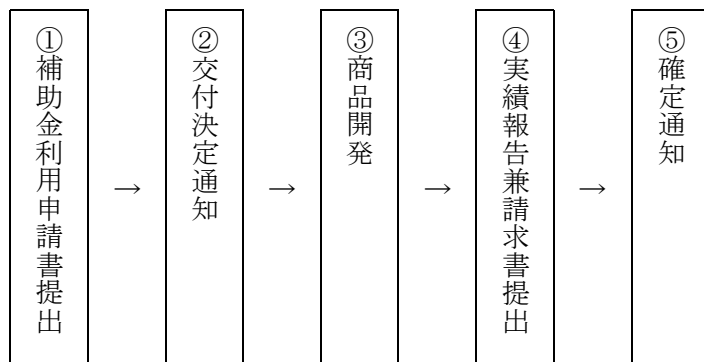 ①補助金利用申請書提出
→
②交付決定通知
→
③商品開発
→
④実績報告兼請求書提出
→
⑤確定通知